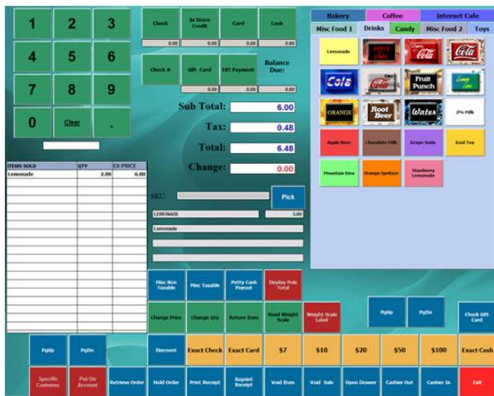 1 2 3
4 5 6
7 8 9
0 Clear .
Check In Store Credit Card Cash
0.00 0.00 0.00 0.00
Check # Gift Card EBT Payment Balance Due:
0.00 0.00 0.00
Sub Total: 6.00
Tax: 0.48
Total: 6.48
Change: 0.00
ITEMS SOLD QTY EX PRICE
Lemonade 2.00 6.00
SKU: Pick
LEMONADE 3.00
Lemonade
Bakery Coffee Internet Cafe
Misc Food 1 Drinks Candy Misc Food 2 Toys
Lemonade Coca-Cola
Cola Fruit Punch
ORANGE Root Beer Water 2% Milk
Apple Beer Chocolate Milk Grape Soda Iced Tea
Mountain Dew Orange Spritzer Strawberry Lemonade
Misc Non Taxable Misc Taxable Petty Cash Payout Display Pole Total
Change Price Change Qty Return Item Read Weight Scale Weight Scale Label PgUp PgDn Check Gift Card
PgUp PgDn Discount Exact Check Exact Card $7 $10 $20 $50 $100 Exact Cash
Specific Customer Put On Account Retrieve Order Hold Order Print Receipt Reprint Receipt Void Item Void Sale Open Drawer Cashier Out Cashier In Exit